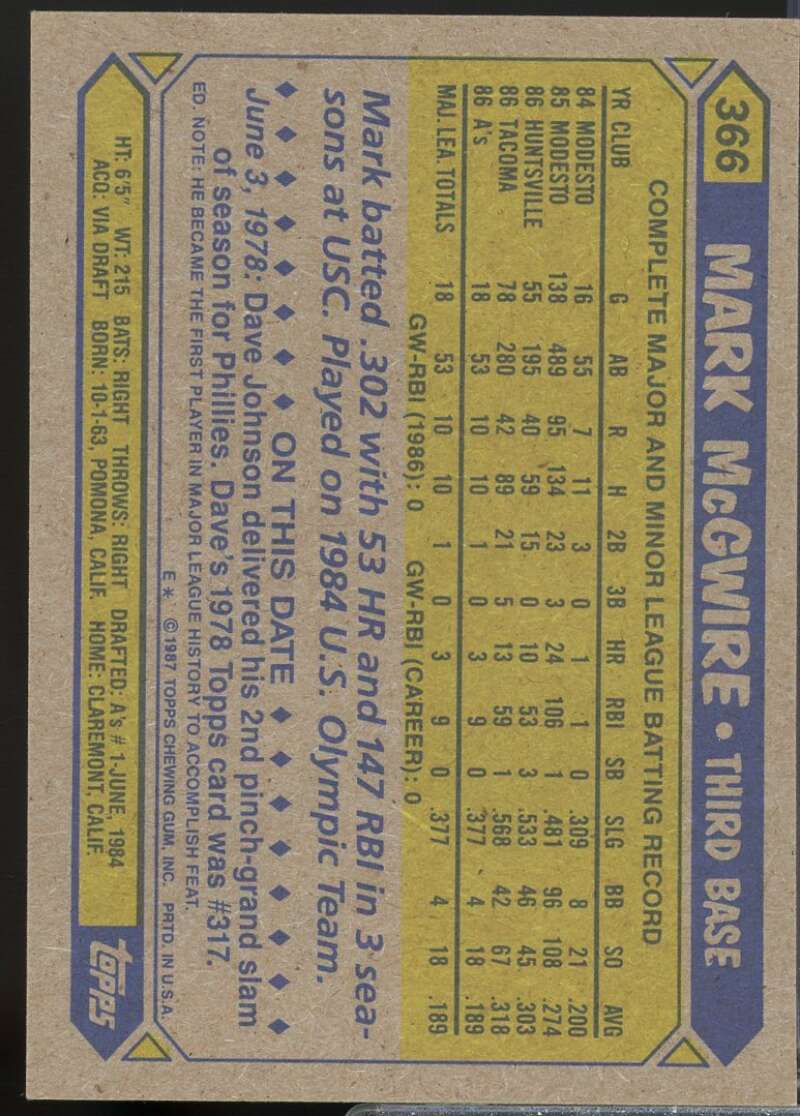 366 MARK McGWIRE • THIRD BASE
COMPLETE MAJOR AND MINOR LEAGUE BATTING RECORD
YR CLUB G AB R H 2B 3B HR RBI SB SLG BB SO AVG
84 MODESTO 16 55 7 11 3 0 1 1 0 .309 8 21 .200
85 MODESTO 138 489 95 134 23 3 24 106 1 .481 96 108 .274
86 HUNTSVILLE 55 195 40 59 15 0 10 53 3 .533 46 45 .303
86 TACOMA 78 280 42 89 21 5 13 59 1 .568 42 67 .318
86 A's 18 53 10 10 1 0 3 9 0 .377 4 18 .189
MAJ. LEA. TOTALS 18 53 10 10 1 0 3 9 0 .377 4 18 .189
GW-RBI (1986): 0 GW-RBI (CAREER): 0
Mark batted .302 with 53 HR and 147 RBI in 3 sea-
sons at USC. Played on 1984 U.S. Olympic Team.
◆ ◆ ◆ ◆ ◆ ON THIS DATE ◆ ◆ ◆ ◆ ◆ ◆
June 3, 1978: Dave Johnson delivered his 2nd pinch-grand slam
of season for Phillies. Dave's 1978 Topps card was #317.
ED. NOTE: HE BECAME THE FIRST PLAYER IN MAJOR LEAGUE HISTORY TO ACCOMPLISH FEAT.
E* ©1987 TOPPS CHEWING GUM, INC. PRTD. IN U.S.A.
HT: 6'5" WT: 215 BATS: RIGHT THROWS: RIGHT DRAFTED: A's # 1-JUNE, 1984
ACQ: VIA DRAFT BORN: 10-1-63, POMONA, CALIF. HOME: CLAREMONT, CALIF.
topps